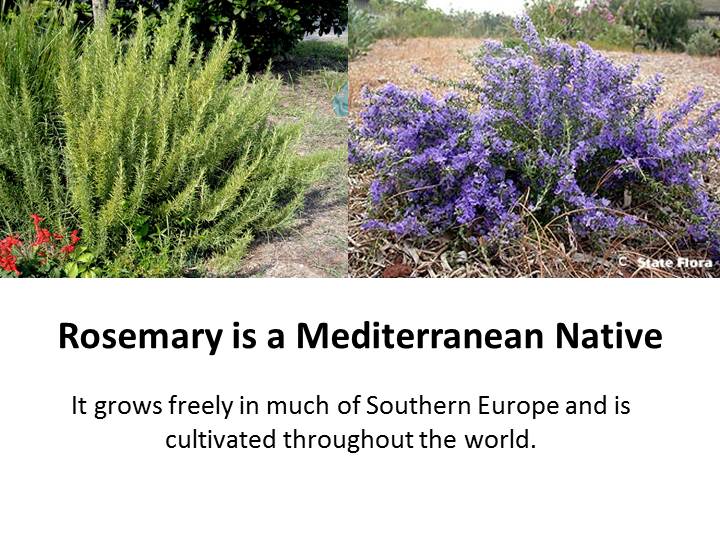 C State Flora
Rosemary is a Mediterranean Native
It grows freely in much of Southern Europe and is
cultivated throughout the world.